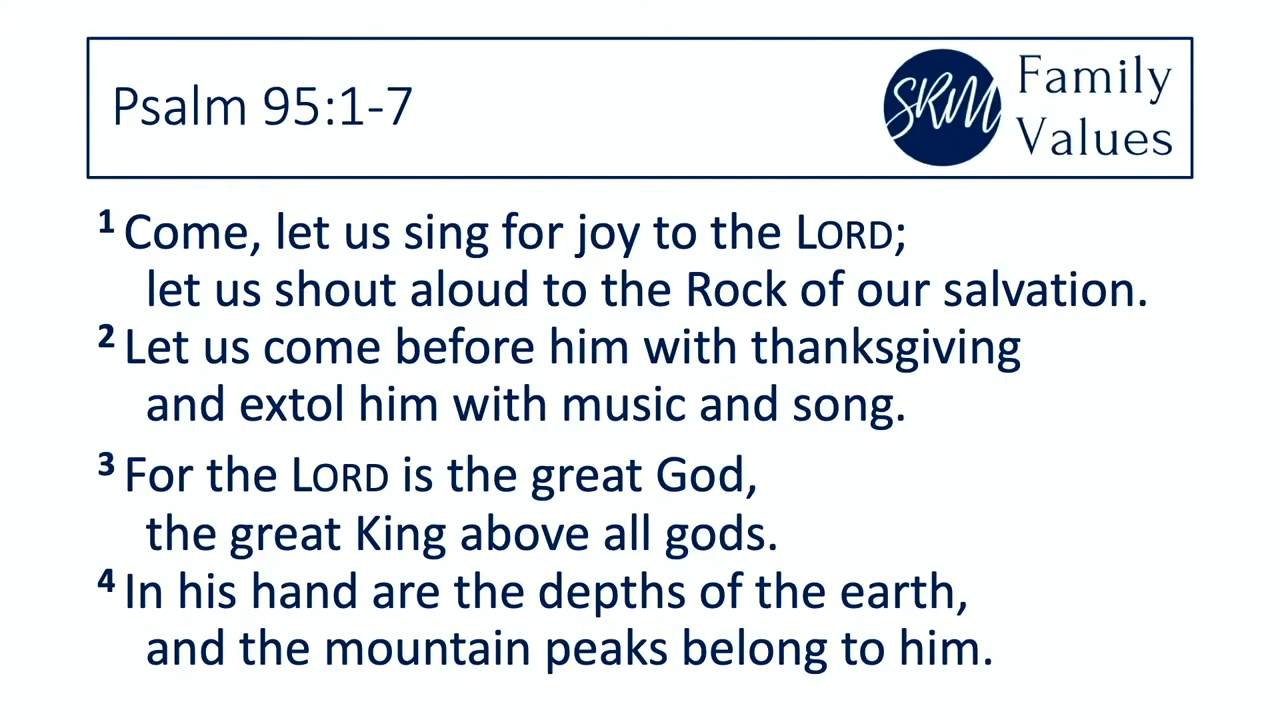 Psalm 95:1-7
SRM
Family
Values
1 Come, let us sing for joy to the LORD;
let us shout aloud to the Rock of our salvation.
2 Let us come before him with thanksgiving
and extol him with music and song.
3 For the LORD is the great God,
the great King above all gods.
4 In his hand are the depths of the earth,
and the mountain peaks belong to him.